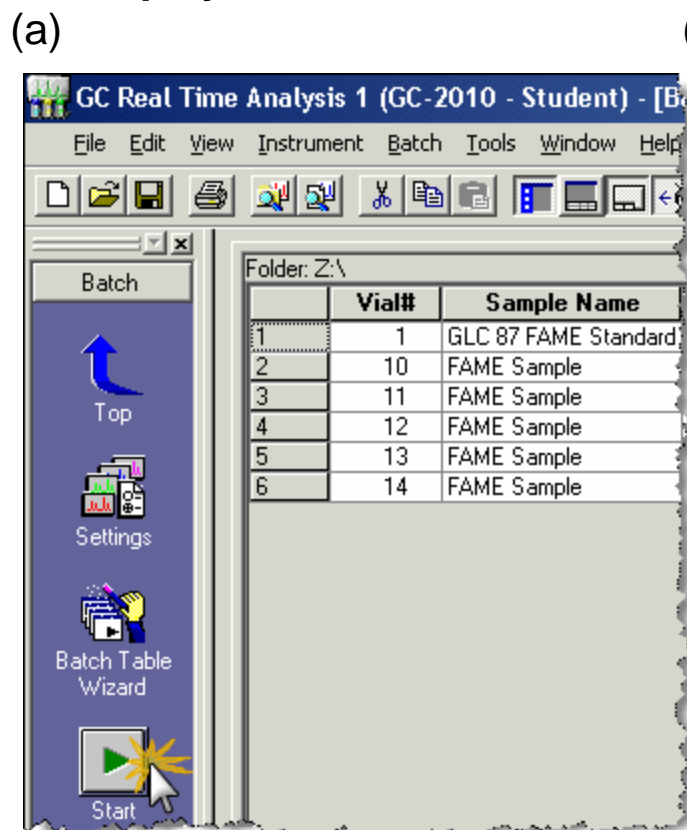 (a)
GC Real Time Analysis 1 (GC-2010 - Student) - [Ba
File Edit View Instrument Batch Tools Window Help
Batch
Top
Settings
Batch Table
Wizard
Start
Folder: Z:\
Vial# Sample Name
1 1 GLC 87 FAME Standard
2 10 FAME Sample
3 11 FAME Sample
4 12 FAME Sample
5 13 FAME Sample
6 14 FAME Sample